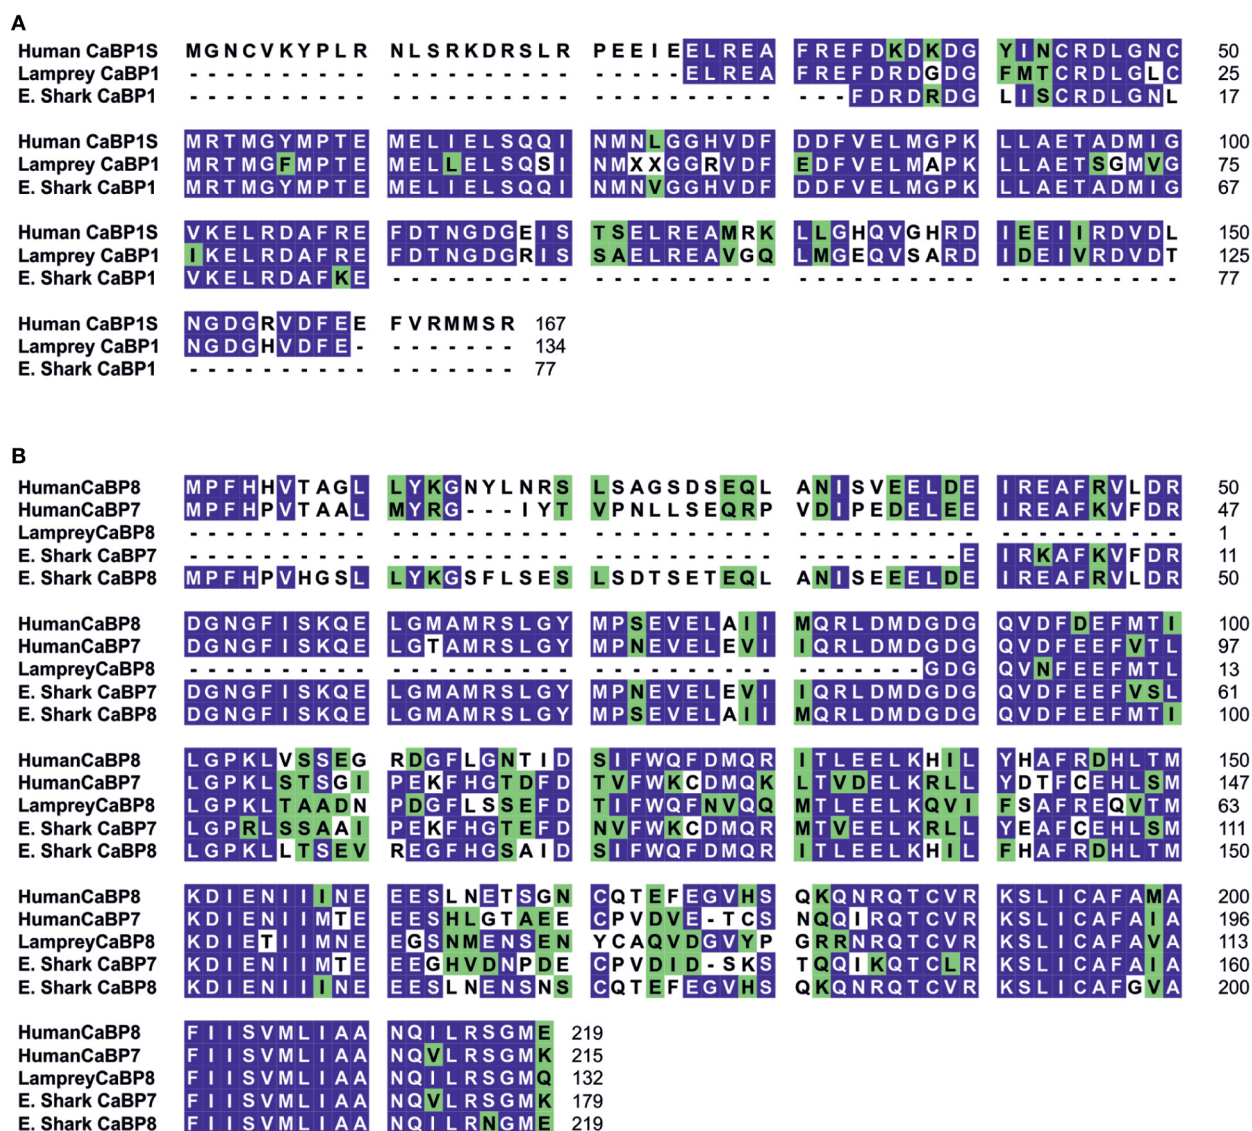 A
Human CaBP1S MGNCVKYPLR NLSRKDRSLR PEEIEELREA FREFDKDKDG YINCRDLGNC 50
Lamprey CaBP1 ---------- ---------- -----ELREA FREFDRDGDG FMTCRDLGLC 25
E. Shark CaBP1 ---------- ---------- ---------- ---FDRDRDG LISCRDLGNL 17
Human CaBP1S MRTMGYMPTE MELIELSQQI NMNLGGHVDF DDFVELMGPK LLAETADMIG 100
Lamprey CaBP1 MRTMGFMPTE MELLELSQSI NMXXGGRVDF EDFVELMAPK LLAETSGMVG 75
E. Shark CaBP1 MRTMGYMPTE MELIELSQQI NMNVGGHVDF DDFVELMGPK LLAETADMIG 67
Human CaBP1S VKELRDAFRE FDTNGDGEIS TSELREAMRK LLGHQVGHRD IEEIIRDVDL 150
Lamprey CaBP1 IKELRDAFRE FDTNGDGRIS SAELREAVGQ LMGEQVSARD IDEIVRDVDT 125
E. Shark CaBP1 VKELRDAFKE ---------- ---------- ---------- ---------- 77
Human CaBP1S NGDGRVDFEE FVRMMSR 167
Lamprey CaBP1 NGDGHVDFE- ------- 134
E. Shark CaBP1 ---------- ------- 77
B
HumanCaBP8 MPFHHVTAGL LYKGNYLNRS LSAGSDSEQL ANISVEELDE IREAFRVLDR 50
HumanCaBP7 MPFHPVTAAL MYRG---IYT VPNLLSEQRP VDIPEDELEE IREAFKVFDR 47
LampreyCaBP8 ---------- ---------- ---------- ---------- ---------- 1
E. Shark CaBP7 ---------- ---------- ---------- ---------E IRKAFKVFDR 11
E. Shark CaBP8 MPFHPVHGSL LYKGSFLSES LSDTSETEQL ANISEEELDE IREAFRVLDR 50
HumanCaBP8 DGNGFISKQE LGMAMRSLGY MPSEVELAII MQRLDMDGDG QVDFDEFMTI 100
HumanCaBP7 DGNGFISKQE LGTAMRSLGY MPNEVELEVI IQRLDMDGDG QVDFEEFVTL 97
LampreyCaBP8 ---------- ---------- ---------- -------GDG QVNFEEFMTL 13
E. Shark CaBP7 DGNGFISKQE LGMAMRSLGY MPNEVELEVI IQRLDMDGDG QVDFEEFVSL 61
E. Shark CaBP8 DGNGFISKQE LGMAMRSLGY MPSEVELAII MQRLDMDGDG QVDFEEFMTI 100
HumanCaBP8 LGPKLVSSEG RDGFLGNTID SIFWQFDMQR ITLEELKHIL YHAFRDHLTM 150
HumanCaBP7 LGPKLSTSGI PEKFHGTDFD TVFWKCDMQK LTVDELKRLL YDTFCEHLSM 147
LampreyCaBP8 LGPKLTAADN PDGFLSSEFD TIFWQFNVQQ MTLEELKQVI FSAFREQVTM 63
E. Shark CaBP7 LGPRLSSAAI PEKFHGTEFD NVFWKCDMQR MTVEELKRLL YEAFCEHLSM 111
E. Shark CaBP8 LGPKLLTSEV REGFHGSAID SIFWQFDMQR ITLEELKHIL FHAFRDHLTM 150
HumanCaBP8 KDIENIIINE EESLNETSGN CQTEFEGVHS QKQNRQTCVR KSLICAFAMA 200
HumanCaBP7 KDIENIIMTE EESHLGTAEE CPVDVE-TCS NQQIRQTCVR KSLICAFAIA 196
LampreyCaBP8 KDIETIIMNE EGSNMENSEN YCAQVDGVYP GRRNRQTCVR KSLICAFAVA 113
E. Shark CaBP7 KDIENIIMTE EEGHVDNPDE CPVDID-SKS TQQIKQTCLR KSLICAFAIA 160
E. Shark CaBP8 KDIENIIINE EESLNENSNS CQTEFEGVHS QKQNRQTCVR KSLICAFGVA 200
HumanCaBP8 FIISVMLIAA NQILRSGME 219
HumanCaBP7 FIISVMLIAA NQVLRSGMK 215
LampreyCaBP8 FIISVMLIAA NQILRSGMQ 132
E. Shark CaBP7 FIISVMLIAA NQVLRSGMK 179
E. Shark CaBP8 FIISVMLIAA NQILRNGME 219